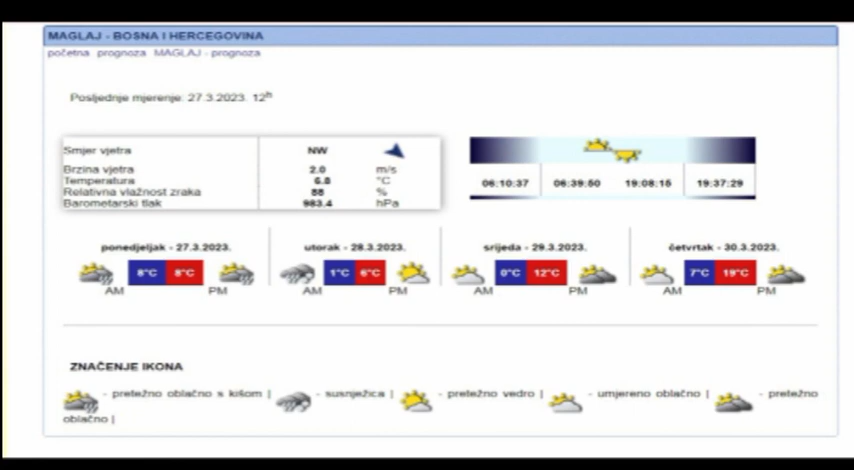 MAGLAJ - BOSNA I HERCEGOVINA
početna prognoza MAGLAJ - prognoza
Posljednje mjerenje: 27.3.2023. 12h
Smjer vjetra NW
Brzina vjetra 2.0 m/s
Temperatura 6.8 °C
Relativna vlažnost zraka 88 %
Barometarski tlak 983.4 hPa
06:10:37 06:39:50 19:08:15 19:37:29
ponedjeljak - 27.3.2023. utorak - 28.3.2023. srijeda - 29.3.2023. četvrtak - 30.3.2023.
8°C 8°C 1°C 6°C 0°C 12°C 7°C 19°C
AM PM AM PM AM PM AM PM
ZNAČENJE IKONA
- pretežno oblačno s kišom | - susnježica | - pretežno vedro | - umjereno oblačno | - pretežno
oblačno |